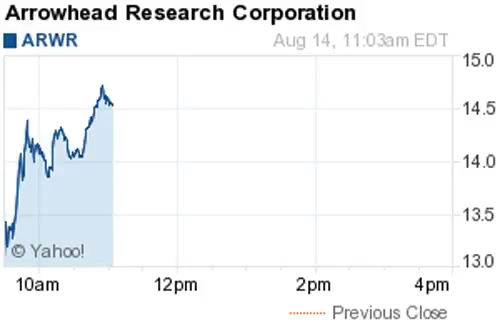 Arrowhead Research Corporation
ARWR Aug 14, 11:03am EDT
15.0
14.5
14.0
13.5
13.0
© Yahoo!
10am 12pm 2pm 4pm
Previous Close